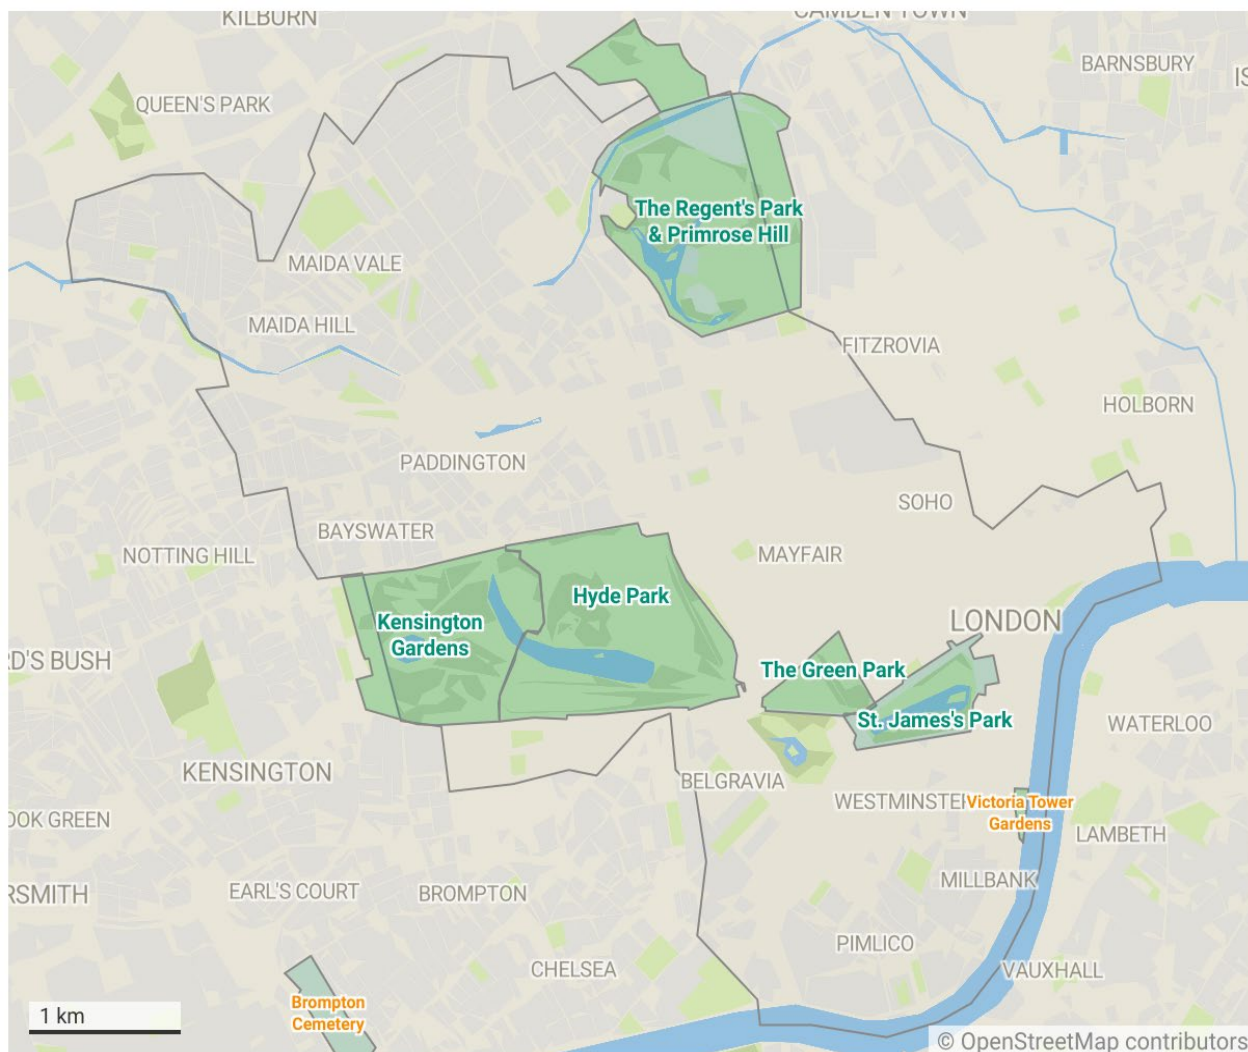 KILBURN
CAMDEN TOWN
BARNSBURY
IS
QUEEN'S PARK
The Regent's Park
& Primrose Hill
MAIDA VALE
MAIDA HILL
FITZROVIA
HOLBORN
PADDINGTON
SOHO
BAYSWATER
NOTTING HILL
MAYFAIR
Hyde Park
Kensington
Gardens
LONDON
RD'S BUSH
The Green Park
St. James's Park
WATERLOO
KENSINGTON
BELGRAVIA
WESTMINSTER
Victoria Tower
Gardens
OOK GREEN
LAMBETH
RSMITH
EARL'S COURT
BROMPTON
MILLBANK
PIMLICO
CHELSEA
VAUXHALL
Brompton
Cemetery
1 km
© OpenStreetMap contributors